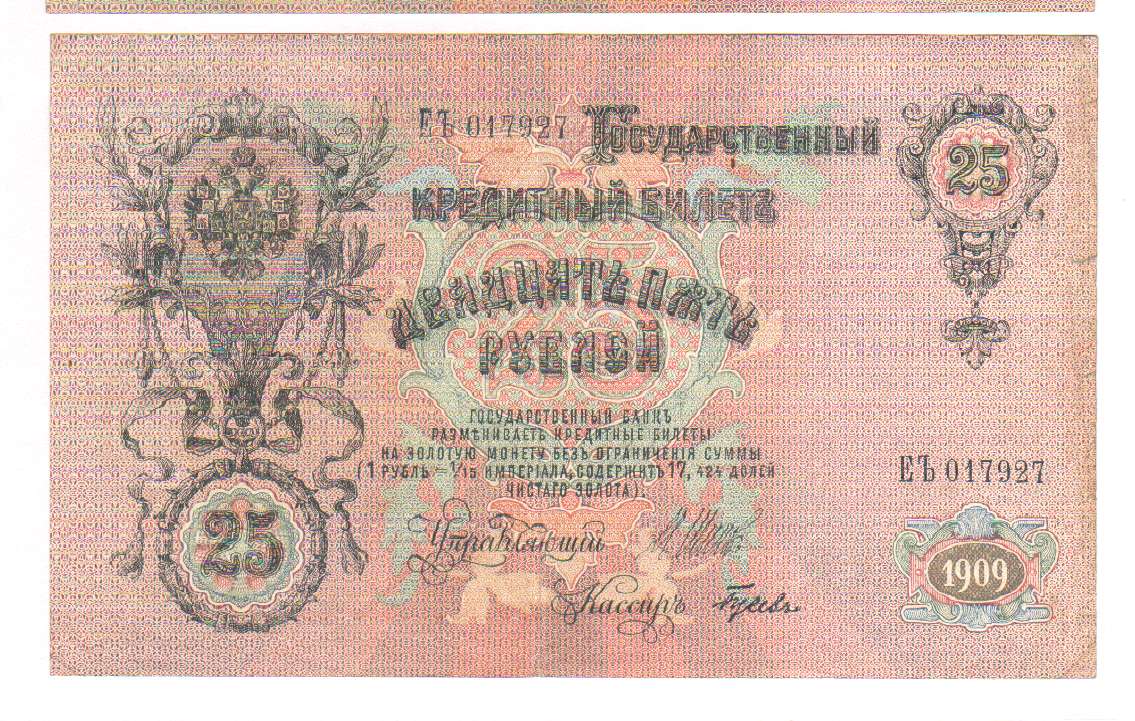 ЕЪ 017927
Государственный
кредитный билетъ
25
двадцать пять
рублей
25
Государственный банкъ
размѣниваетъ кредитные билеты
на золотую монету безъ ограниченія суммы
(1 рубль = 1/15 имперіала, содержитъ 17, 424 долей
чистаго золота).
ЕЪ 017927
Управляющій
25
1909
Кассиръ